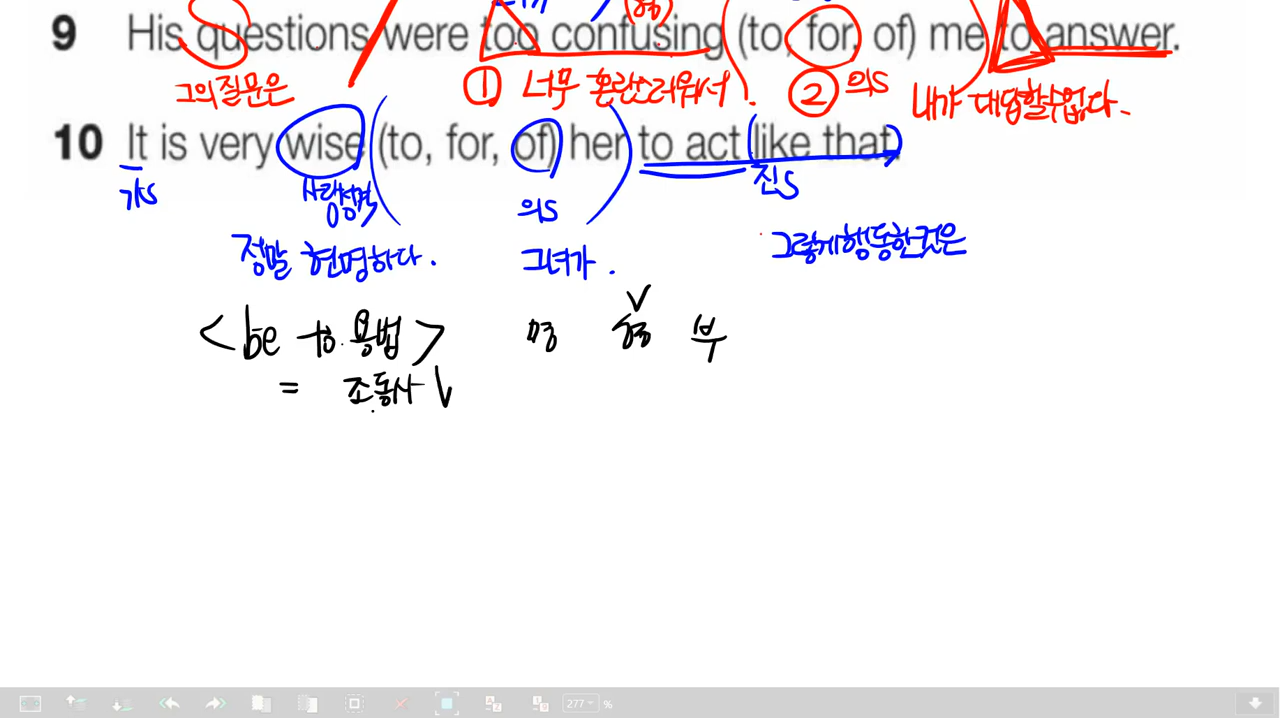 형
9 His questions were too confusing (to, for, of) me to answer.
그의 질문은 ① 너무 혼란스러워서. ② 의S 내가 대답할 수 없다.
10 It is very wise (to, for, of) her to act like that.
가S 사람성격 의S 진S
정말 현명하다. 그녀가. 그렇게 행동한 것은
<be to 용법> 명 형 부
= 조동사
277 %